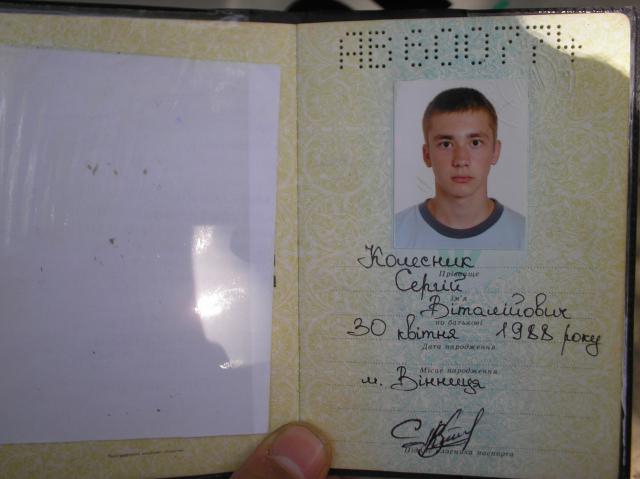 АВ 600774
Колесник
Прізвище
Сергій
Ім'я
Віталійович
по батькові
30 квітня 1988 року
Дата народження
Місце народження
м. Вінниця
Підпис власника паспорта